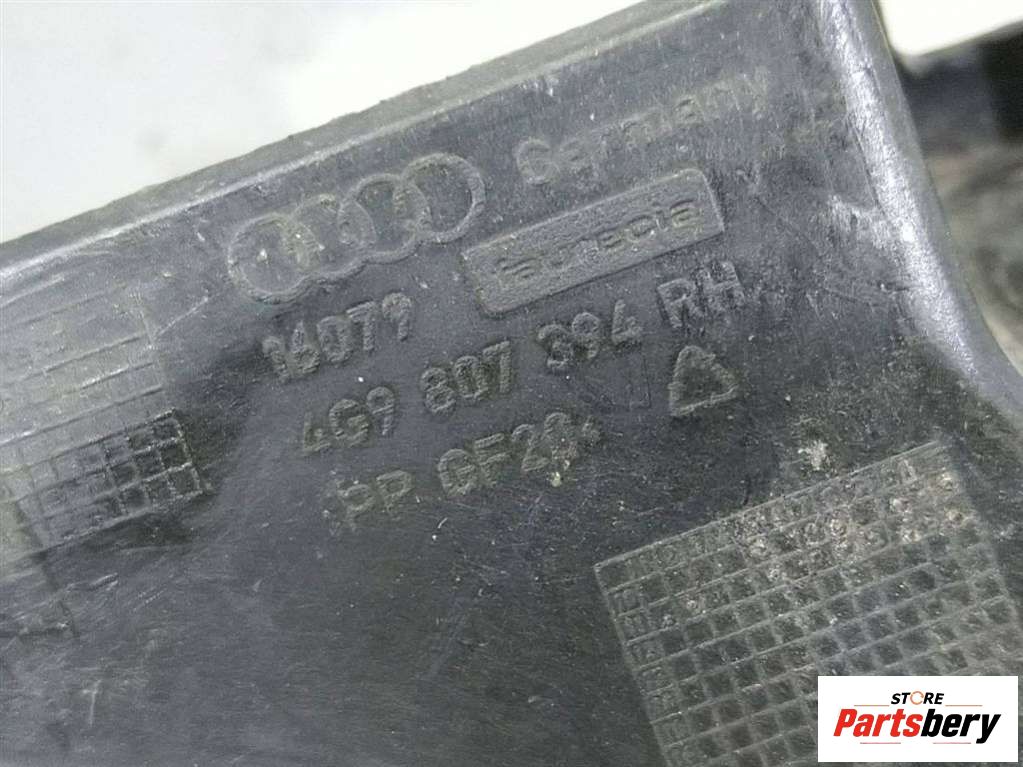 Germany
faurecia
16079
4G9 807 394 RH
PP GF20
STORE
Partsbery